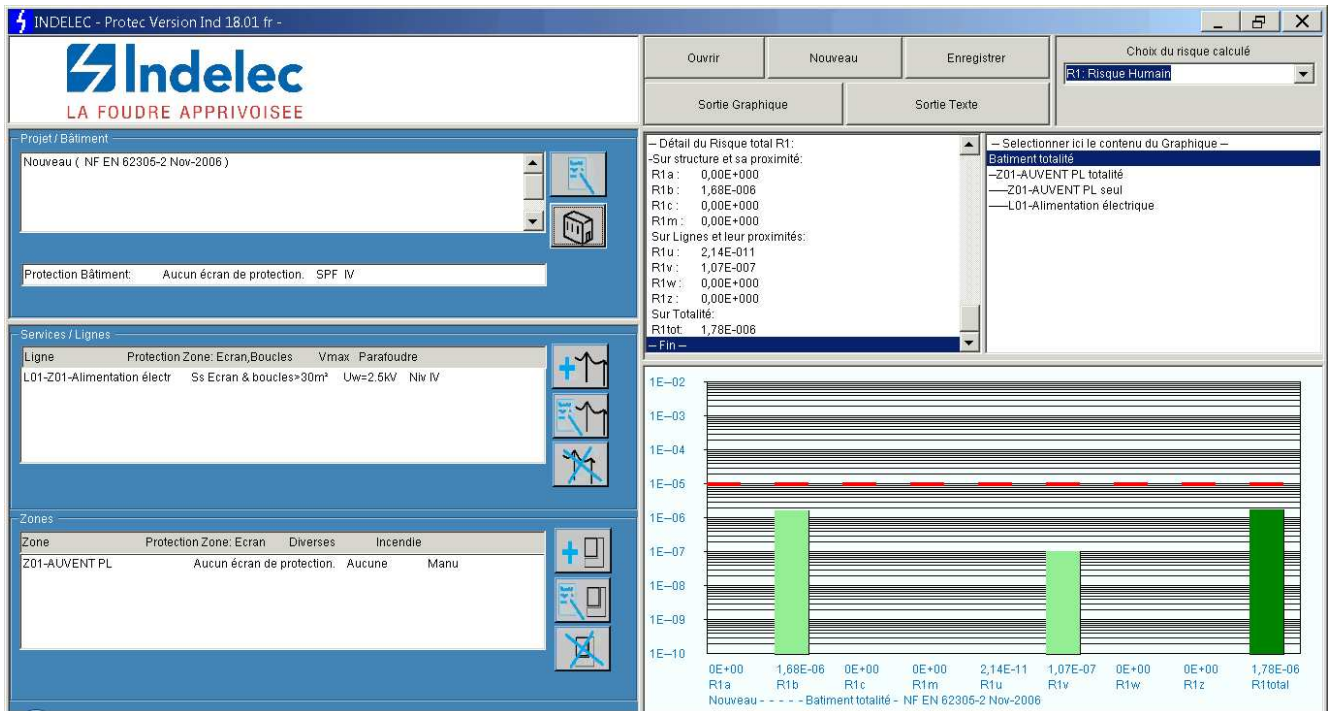 INDELEC - Protec Version Ind 18.01 fr -
Indelec
LA FOUDRE APPRIVOISEE
Ouvrir
Nouveau
Enregistrer
Sortie Graphique
Sortie Texte
Choix du risque calculé
R1: Risque Humain
Projet / Bâtiment
Nouveau ( NF EN 62305-2 Nov-2006 )
Protection Bâtiment: Aucun écran de protection. SPF IV
Services / Lignes
Ligne Protection Zone: Ecran,Boucles Vmax Parafoudre
L01-Z01-Alimentation électr Ss Ecran & boucles>30m² Uw=2.5kV Niv IV
Zones
Zone Protection Zone: Ecran Diverses Incendie
Z01-AUVENT PL Aucun écran de protection. Aucune Manu
-- Détail du Risque total R1:
-Sur structure et sa proximité:
R1a : 0,00E+000
R1b : 1,68E-006
R1c : 0,00E+000
R1m : 0,00E+000
Sur Lignes et leur proximités:
R1u : 2,14E-011
R1v : 1,07E-007
R1w : 0,00E+000
R1z : 0,00E+000
Sur Totalité:
R1tot: 1,78E-006
-- Fin --
-- Selectionner ici le contenu du Graphique --
Batiment totalité
--Z01-AUVENT PL totalité
----Z01-AUVENT PL seul
----L01-Alimentation électrique
1E-02
1E-03
1E-04
1E-05
1E-06
1E-07
1E-08
1E-09
1E-10
0E+00 1,68E-06 0E+00 0E+00 2,14E-11 1,07E-07 0E+00 0E+00 1,78E-06
R1a R1b R1c R1m R1u R1v R1w R1z R1total
Nouveau - - - - - Batiment totalité - NF EN 62305-2 Nov-2006